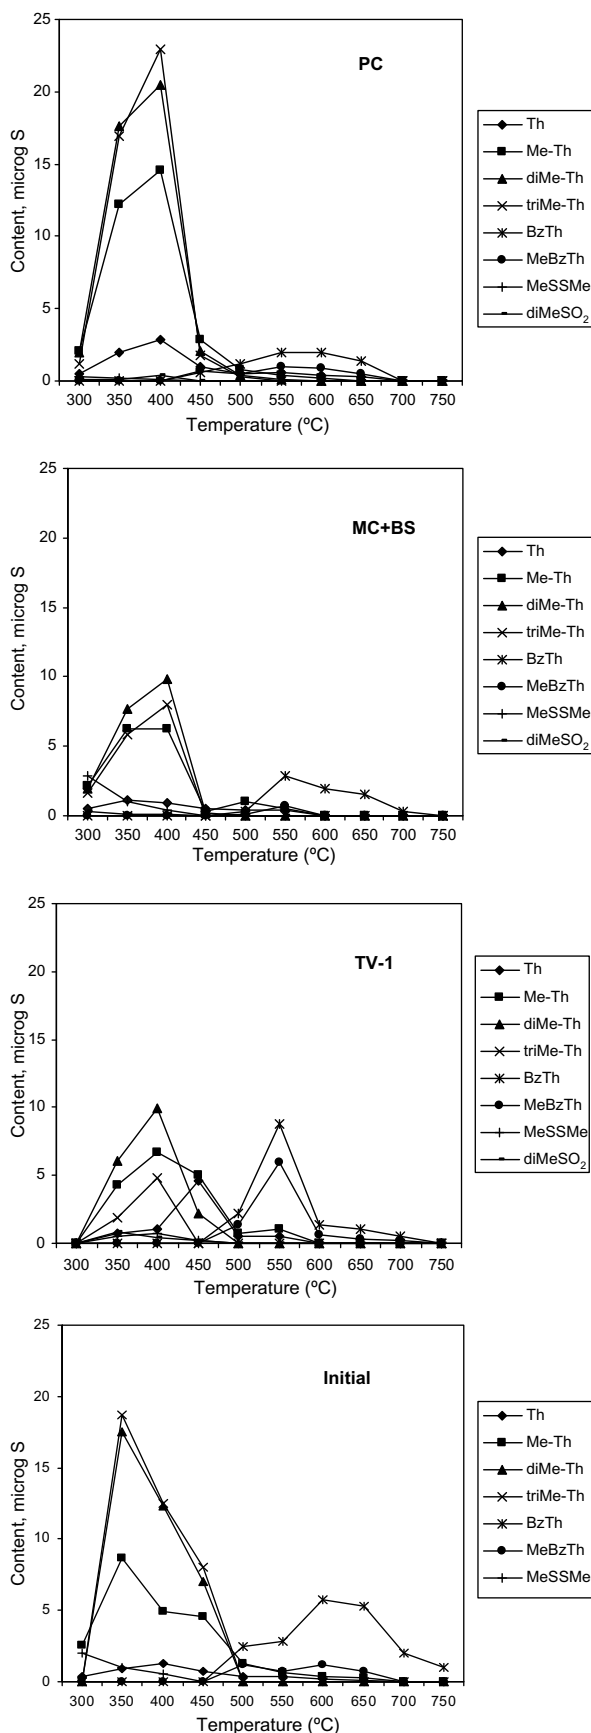 25
20
15
10
5
0
Content, microg S
PC
300 350 400 450 500 550 600 650 700 750
Temperature (ºC)
Th
Me-Th
diMe-Th
triMe-Th
BzTh
MeBzTh
MeSSMe
diMeSO2
25
20
15
10
5
0
Content, microg S
MC+BS
300 350 400 450 500 550 600 650 700 750
Temperature (ºC)
Th
Me-Th
diMe-Th
triMe-Th
BzTh
MeBzTh
MeSSMe
diMeSO2
25
20
15
10
5
0
Content, microg S
TV-1
300 350 400 450 500 550 600 650 700 750
Temperature (ºC)
Th
Me-Th
diMe-Th
triMe-Th
BzTh
MeBzTh
MeSSMe
diMeSO2
25
20
15
10
5
0
Content, microg S
Initial
300 350 400 450 500 550 600 650 700 750
Temperature (ºC)
Th
Me-Th
diMe-Th
triMe-Th
BzTh
MeBzTh
MeSSMe